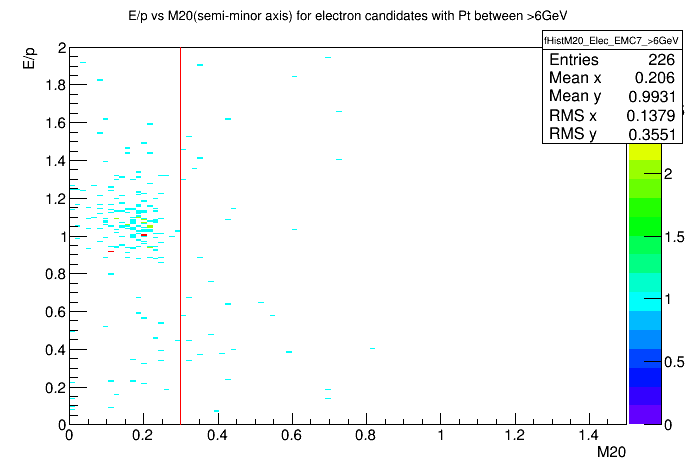 E/p vs M20(semi-minor axis) for electron candidates with Pt between >6GeV
E/p
fHistM20_Elec_EMC7_>6GeV
Entries 226
Mean x 0.206
Mean y 0.9931
RMS x 0.1379
RMS y 0.3551
2
1.8
1.6
1.4
1.2
1
0.8
0.6
0.4
0.2
0
2
1.5
1
0.5
0
0 0.2 0.4 0.6 0.8 1 1.2 1.4
M20